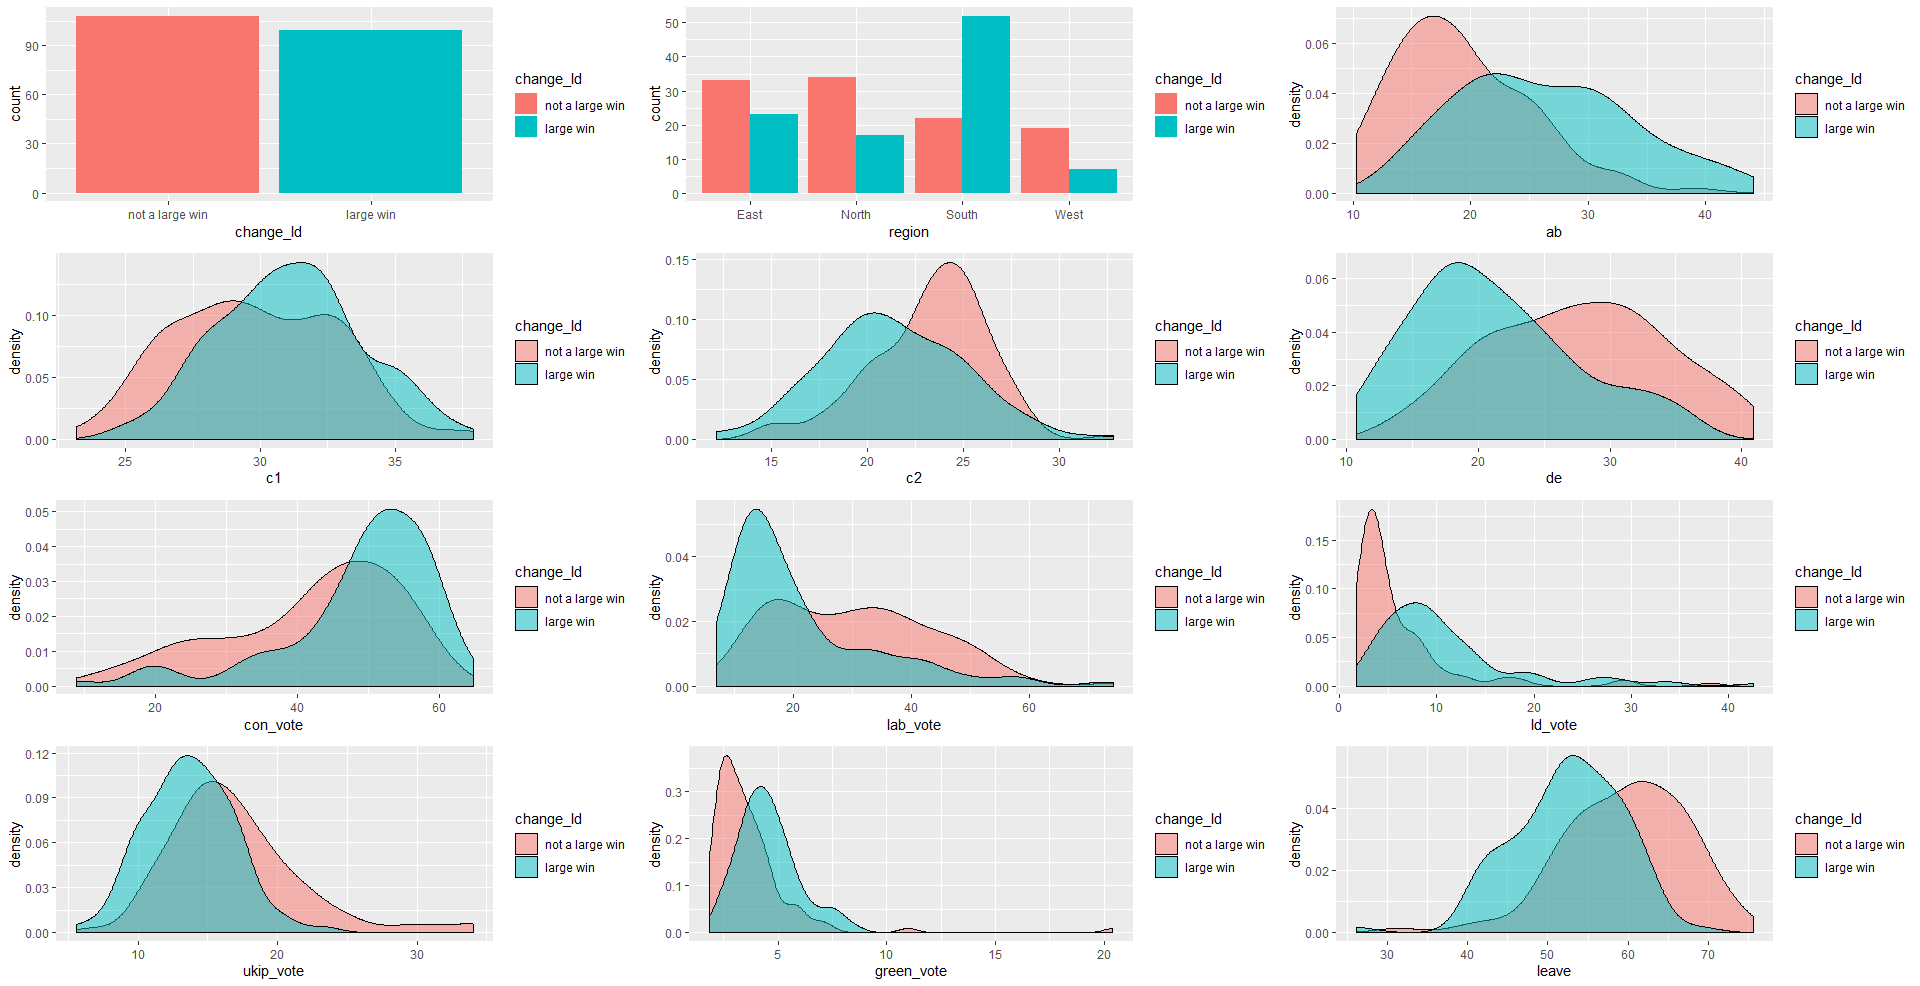 count
90
60
30
0
not a large win
large win
change_ld
change_ld
not a large win
large win
count
50
40
30
20
10
0
East
North
South
West
region
change_ld
not a large win
large win
density
0.06
0.04
0.02
0.00
10
20
30
40
ab
change_ld
not a large win
large win
density
0.10
0.05
0.00
25
30
35
c1
change_ld
not a large win
large win
density
0.15
0.10
0.05
0.00
15
20
25
30
c2
change_ld
not a large win
large win
density
0.06
0.04
0.02
0.00
10
20
30
40
de
change_ld
not a large win
large win
density
0.05
0.04
0.03
0.02
0.01
0.00
20
40
60
con_vote
change_ld
not a large win
large win
density
0.04
0.02
0.00
20
40
60
lab_vote
change_ld
not a large win
large win
density
0.15
0.10
0.05
0.00
0
10
20
30
40
ld_vote
change_ld
not a large win
large win
density
0.12
0.09
0.06
0.03
0.00
10
20
30
ukip_vote
change_ld
not a large win
large win
density
0.3
0.2
0.1
0.0
5
10
15
20
green_vote
change_ld
not a large win
large win
density
0.04
0.02
0.00
30
40
50
60
70
leave
change_ld
not a large win
large win